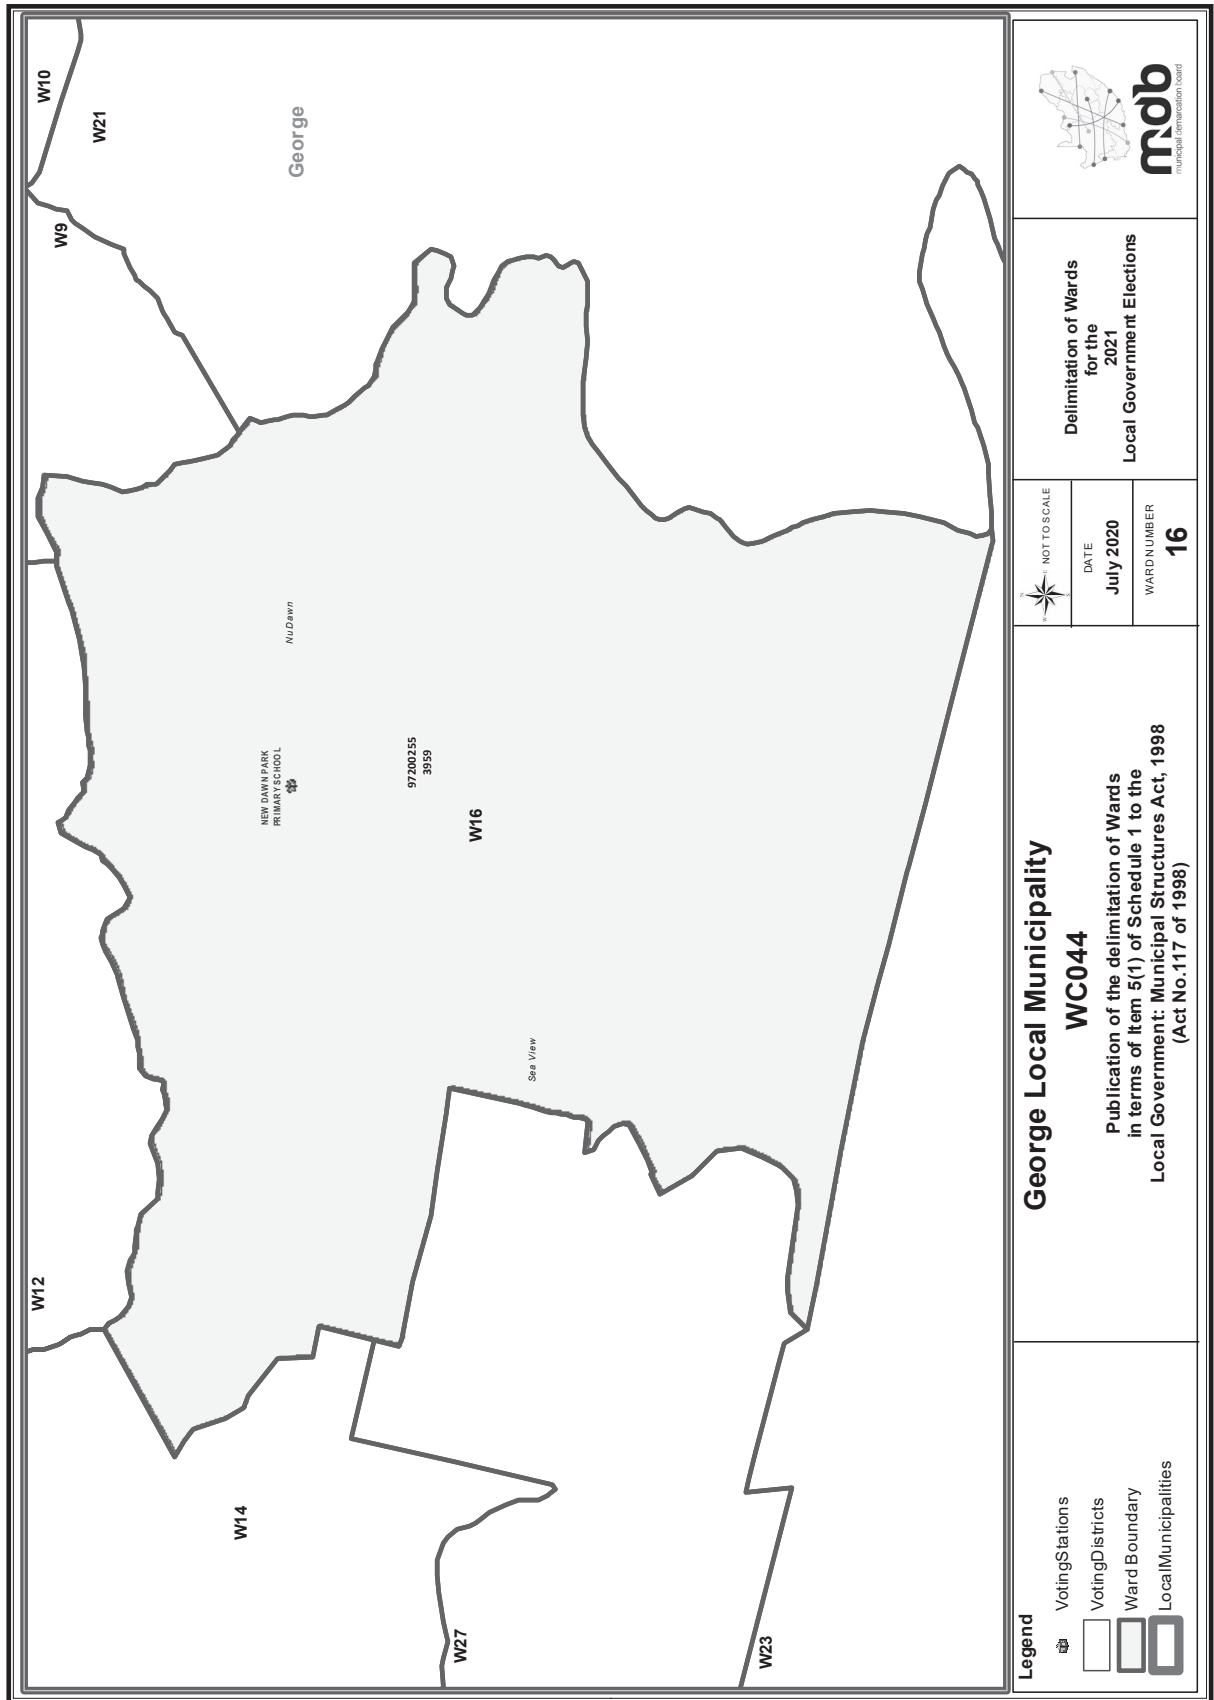 W12
W9
W10
W21
W14
George
NEW DAWN PARK
PRIMARY SCHOOL
NuDawn
97200255
3959
W16
Sea View
W27
W23
Legend
VotingStations
VotingDistricts
Ward Boundary
LocalMunicipalities
George Local Municipality
WC044
Publication of the delimitation of Wards
in terms of Item 5(1) of Schedule 1 to the
Local Government: Municipal Structures Act, 1998
(Act No.117 of 1998)
N
W
E
S
NOT TO SCALE
DATE
July 2020
WARD NUMBER
16
Delimitation of Wards
for the
2021
Local Government Elections
mdb
municipal demarcation board